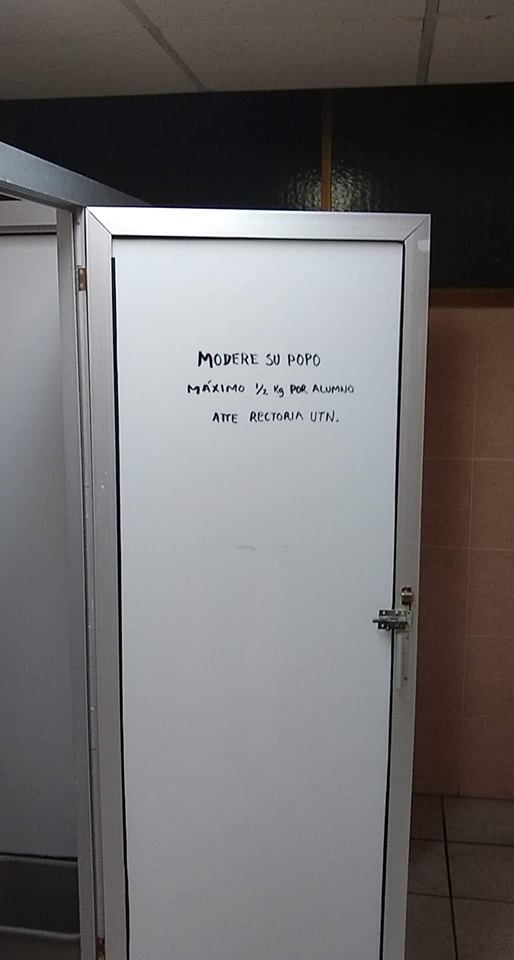 MODERE SU POPO
MÁXIMO 1/2 Kg POR ALUMNO
ATTE RECTORIA UTN.